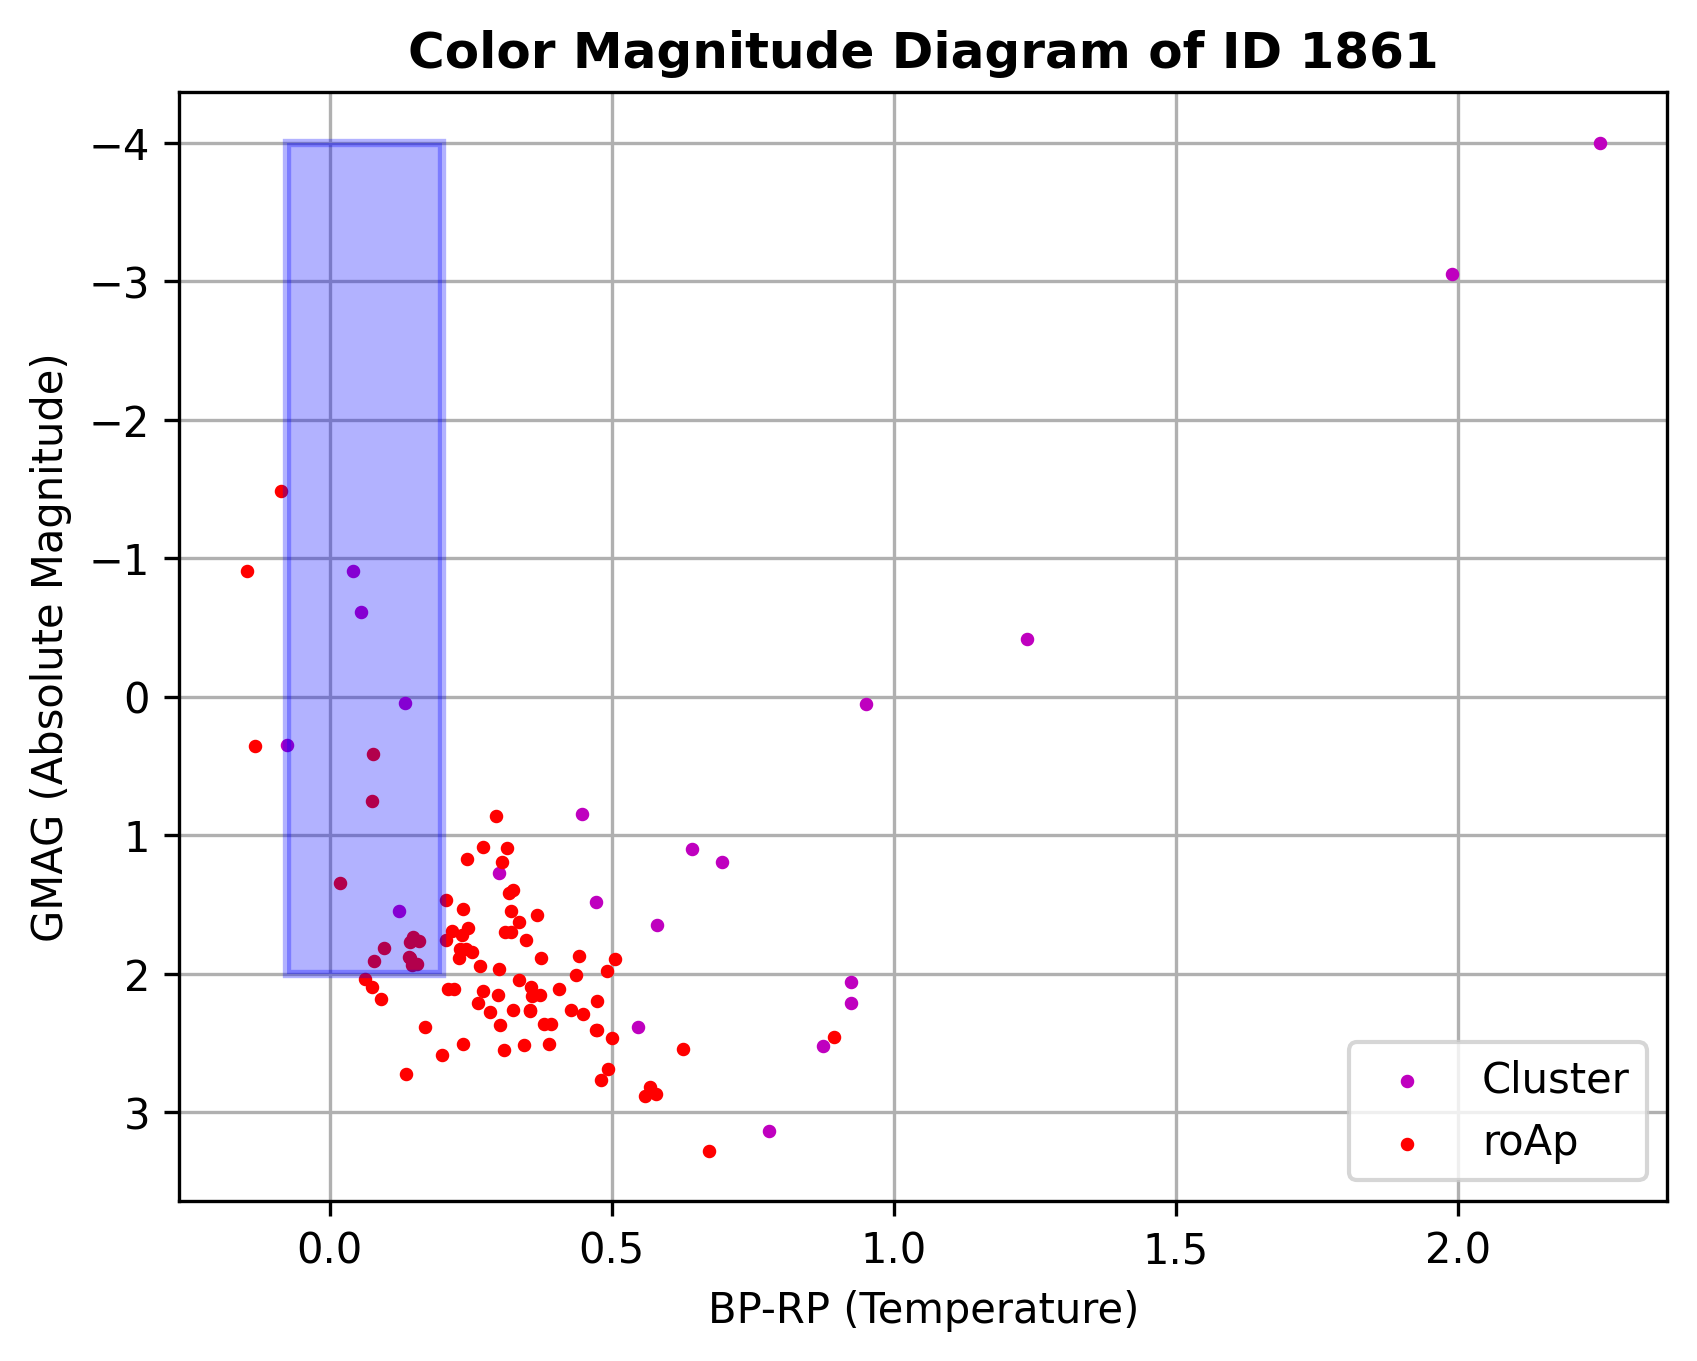 Color Magnitude Diagram of ID 1861
−4
−3
−2
−1
0
1
2
3
GMAG (Absolute Magnitude)
0.0 0.5 1.0 1.5 2.0
BP-RP (Temperature)
Cluster
roAp